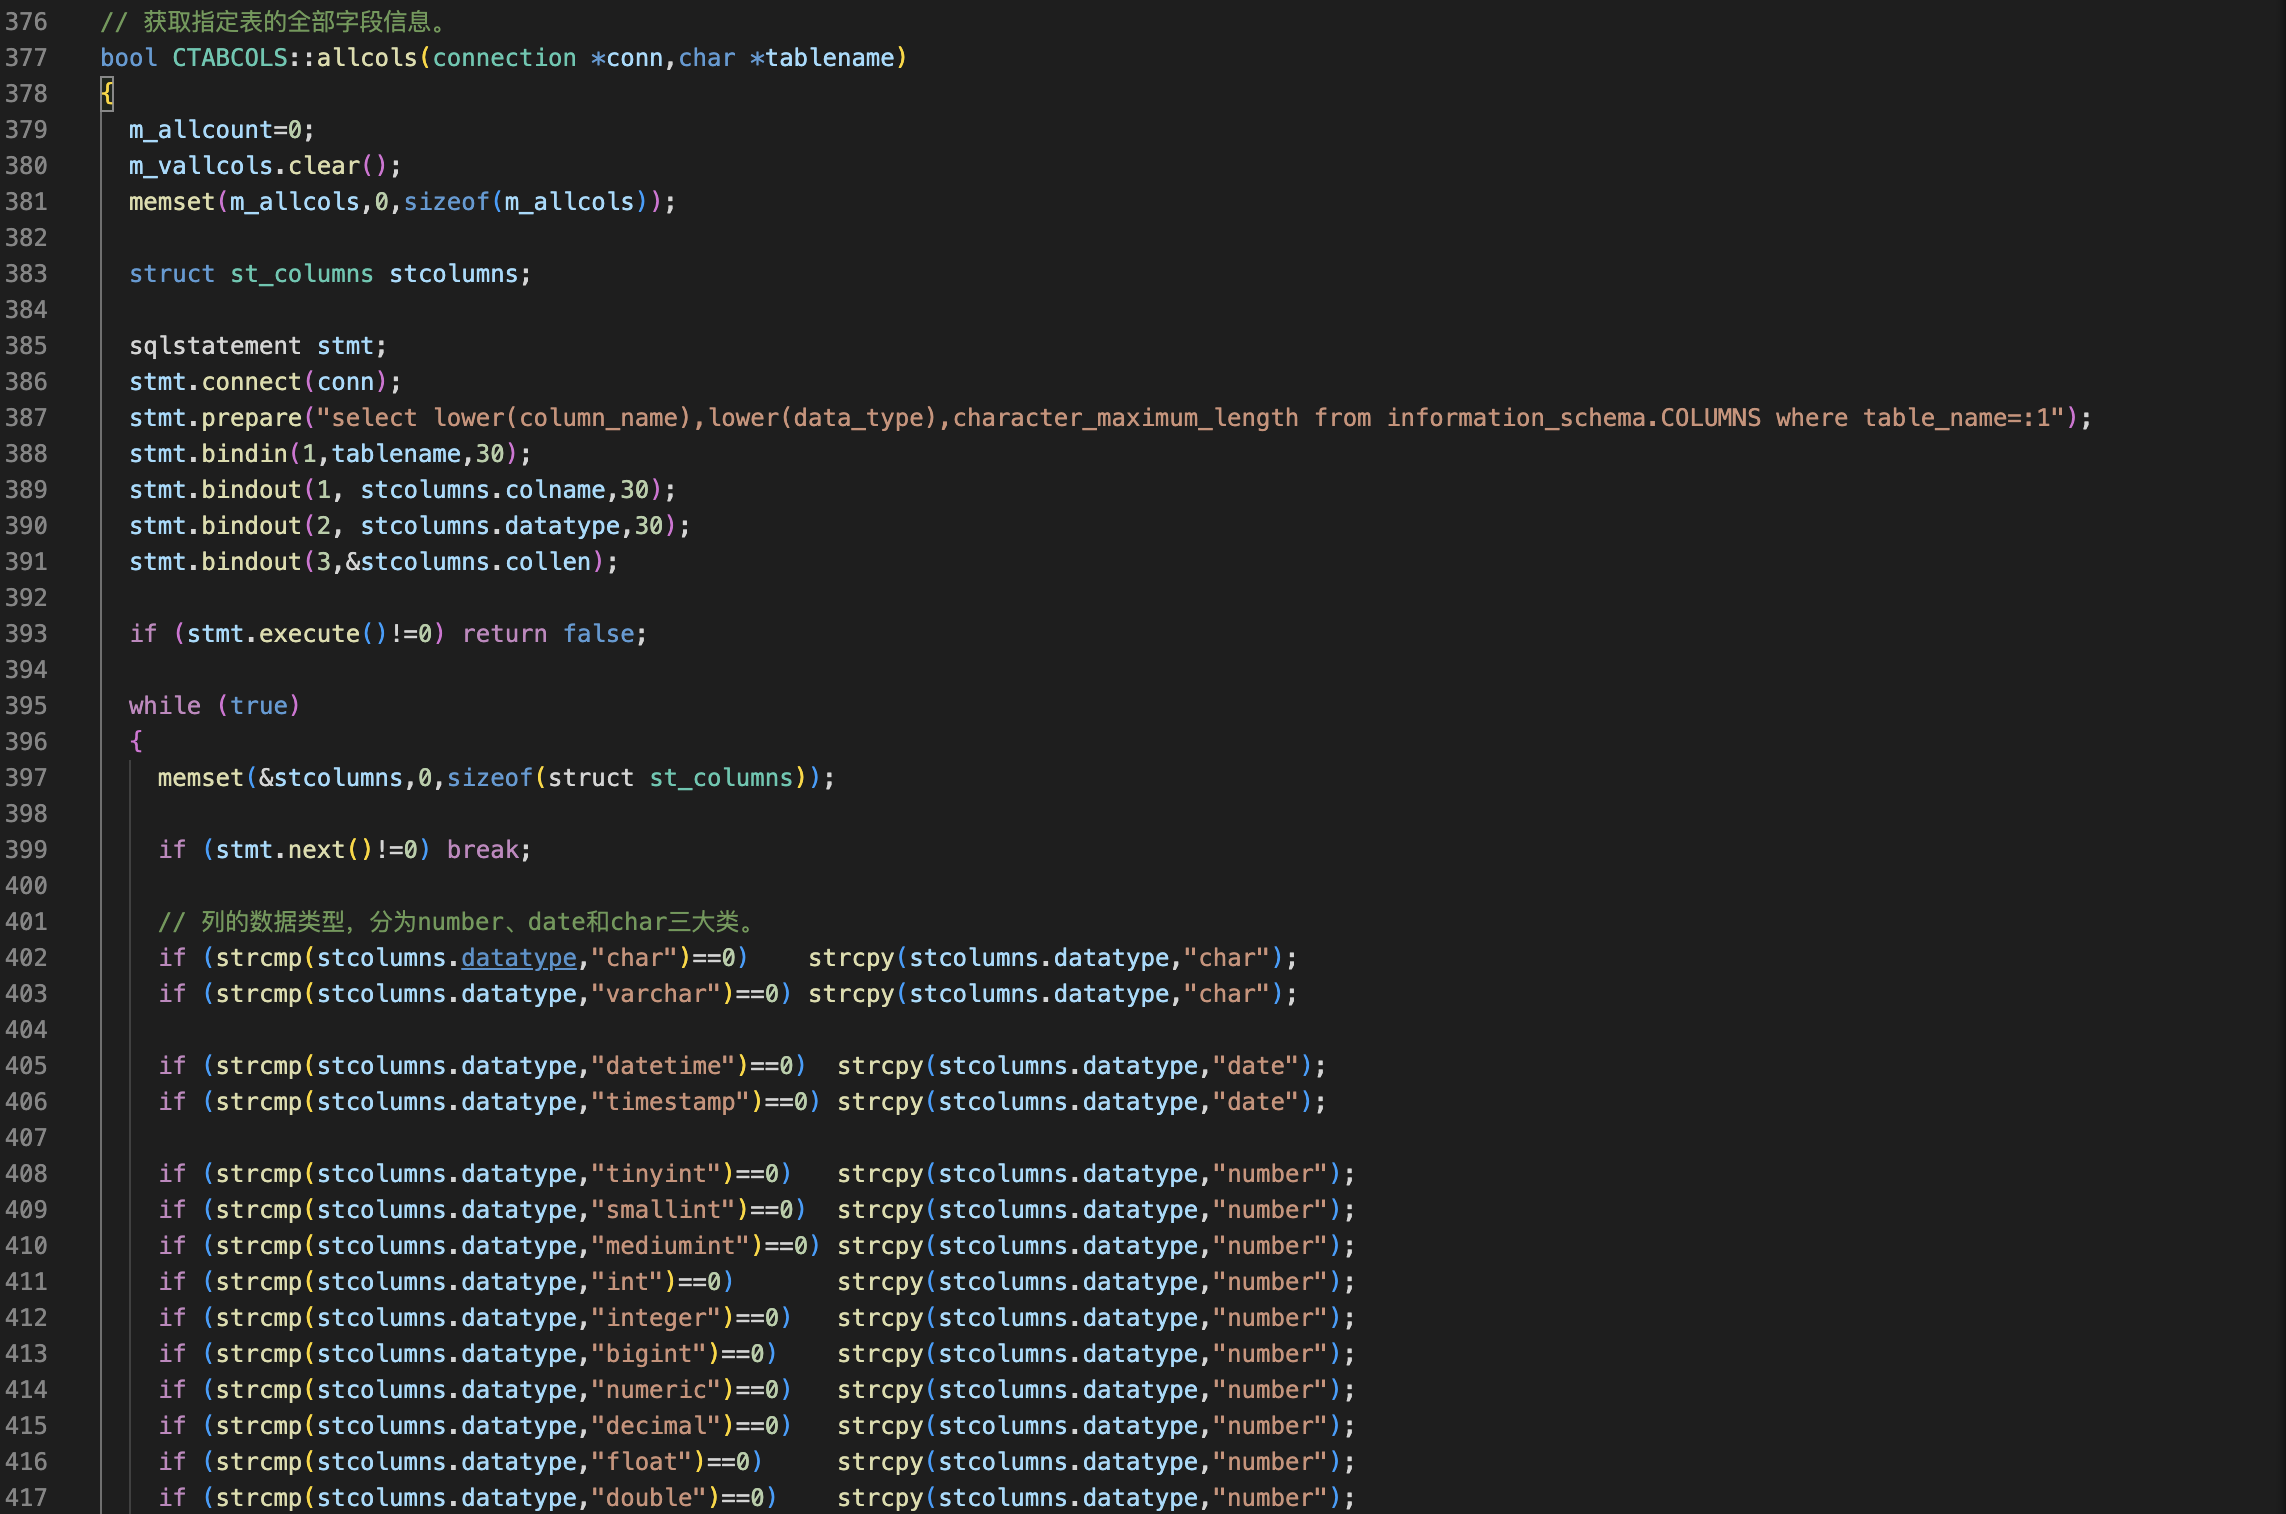 376 // 获取指定表的全部字段信息。
377 bool CTABCOLS::allcols(connection *conn,char *tablename)
378 {
379 m_allcount=0;
380 m_vallcols.clear();
381 memset(m_allcols,0,sizeof(m_allcols));
382
383 struct st_columns stcolumns;
384
385 sqlstatement stmt;
386 stmt.connect(conn);
387 stmt.prepare("select lower(column_name),lower(data_type),character_maximum_length from information_schema.COLUMNS where table_name=:1");
388 stmt.bindin(1,tablename,30);
389 stmt.bindout(1, stcolumns.colname,30);
390 stmt.bindout(2, stcolumns.datatype,30);
391 stmt.bindout(3,&stcolumns.collen);
392
393 if (stmt.execute()!=0) return false;
394
395 while (true)
396 {
397 memset(&stcolumns,0,sizeof(struct st_columns));
398
399 if (stmt.next()!=0) break;
400
401 // 列的数据类型，分为number、date和char三大类。
402 if (strcmp(stcolumns.datatype,"char")==0)    strcpy(stcolumns.datatype,"char");
403 if (strcmp(stcolumns.datatype,"varchar")==0) strcpy(stcolumns.datatype,"char");
404
405 if (strcmp(stcolumns.datatype,"datetime")==0)  strcpy(stcolumns.datatype,"date");
406 if (strcmp(stcolumns.datatype,"timestamp")==0) strcpy(stcolumns.datatype,"date");
407
408 if (strcmp(stcolumns.datatype,"tinyint")==0)   strcpy(stcolumns.datatype,"number");
409 if (strcmp(stcolumns.datatype,"smallint")==0)  strcpy(stcolumns.datatype,"number");
410 if (strcmp(stcolumns.datatype,"mediumint")==0) strcpy(stcolumns.datatype,"number");
411 if (strcmp(stcolumns.datatype,"int")==0)       strcpy(stcolumns.datatype,"number");
412 if (strcmp(stcolumns.datatype,"integer")==0)   strcpy(stcolumns.datatype,"number");
413 if (strcmp(stcolumns.datatype,"bigint")==0)    strcpy(stcolumns.datatype,"number");
414 if (strcmp(stcolumns.datatype,"numeric")==0)   strcpy(stcolumns.datatype,"number");
415 if (strcmp(stcolumns.datatype,"decimal")==0)   strcpy(stcolumns.datatype,"number");
416 if (strcmp(stcolumns.datatype,"float")==0)     strcpy(stcolumns.datatype,"number");
417 if (strcmp(stcolumns.datatype,"double")==0)    strcpy(stcolumns.datatype,"number");